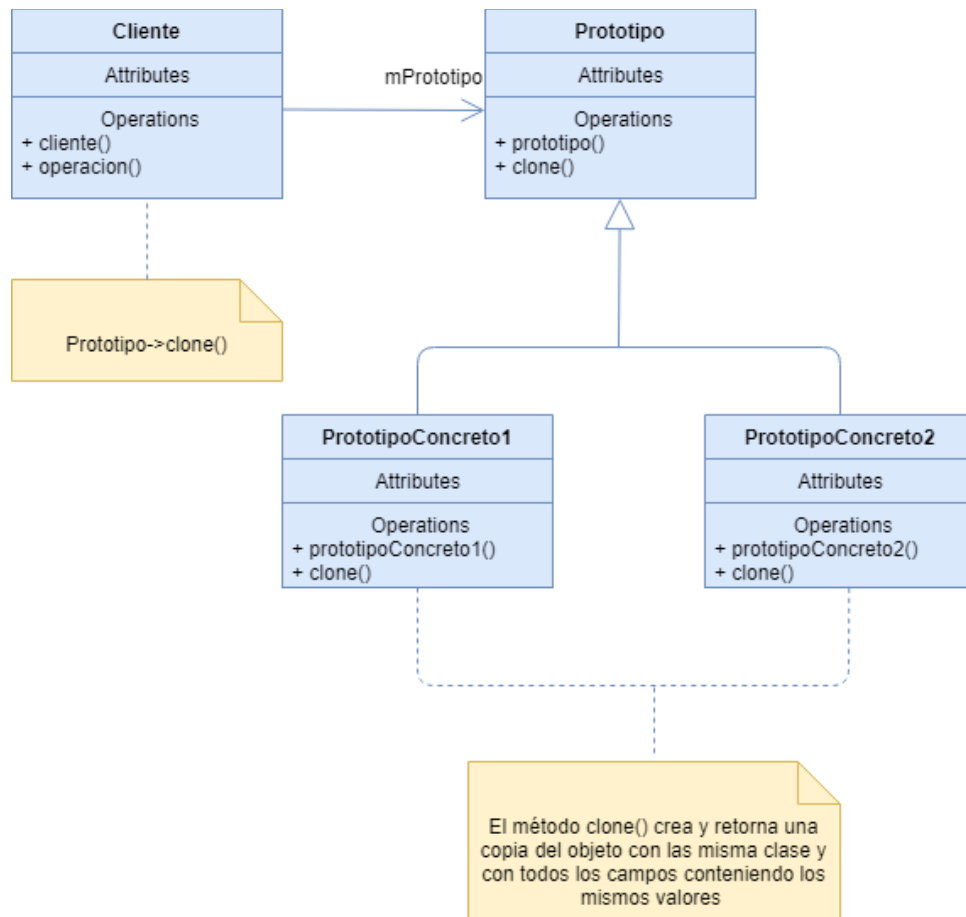 Cliente
Attributes
Operations
+ cliente()
+ operacion()
mPrototipo
Prototipo
Attributes
Operations
+ prototipo()
+ clone()
Prototipo->clone()
PrototipoConcreto1
Attributes
Operations
+ prototipoConcreto1()
+ clone()
PrototipoConcreto2
Attributes
Operations
+ prototipoConcreto2()
+ clone()
El método clone() crea y retorna una
copia del objeto con las misma clase y
con todos los campos conteniendo los
mismos valores